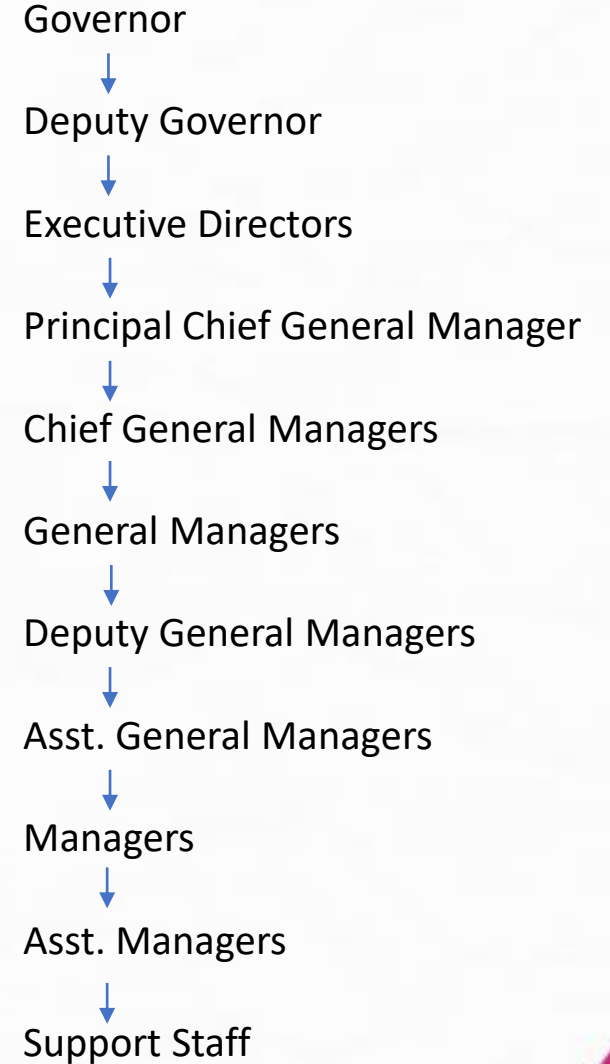 Governor
Deputy Governor
Executive Directors
Principal Chief General Manager
Chief General Managers
General Managers
Deputy General Managers
Asst. General Managers
Managers
Asst. Managers
Support Staff